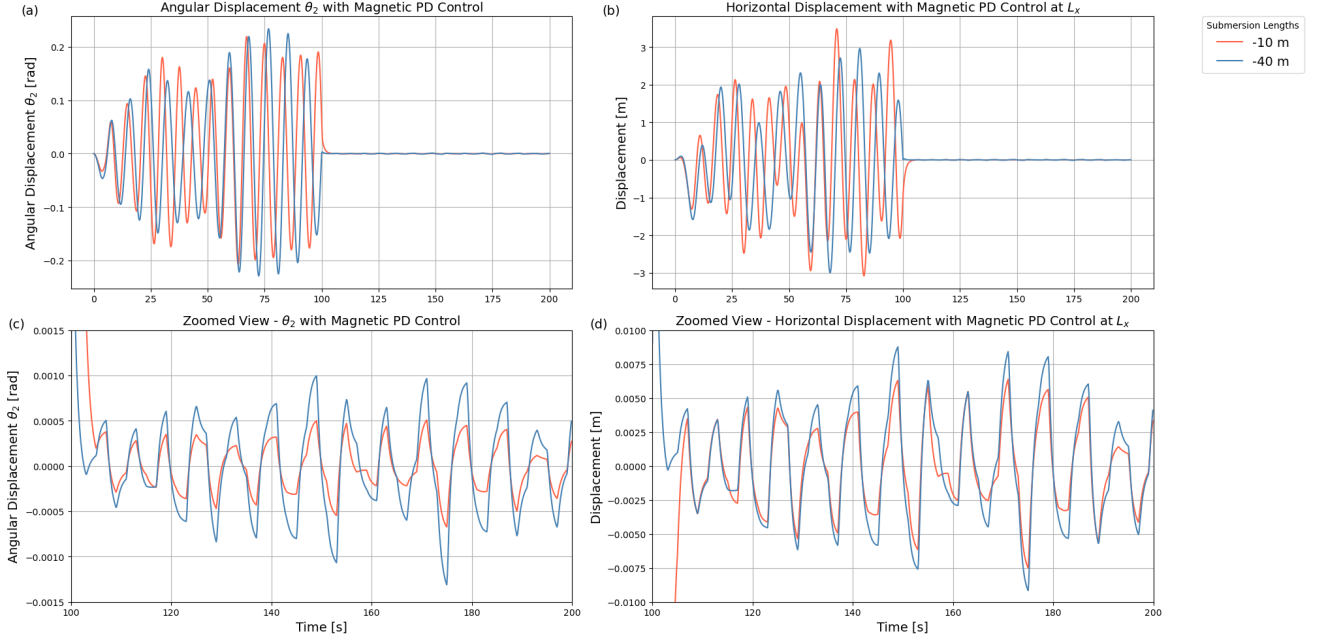 (a)
Angular Displacement θ₂ with Magnetic PD Control
Angular Displacement θ₂ [rad]
0.2
0.1
0.0
−0.1
−0.2
0 25 50 75 100 125 150 175 200
(b)
Horizontal Displacement with Magnetic PD Control at Lₓ
Displacement [m]
3
2
1
0
−1
−2
−3
0 25 50 75 100 125 150 175 200
Submersion Lengths
-10 m
-40 m
(c)
Zoomed View - θ₂ with Magnetic PD Control
Angular Displacement θ₂ [rad]
0.0015
0.0010
0.0005
0.0000
−0.0005
−0.0010
−0.0015
100 120 140 160 180 200
Time [s]
(d)
Zoomed View - Horizontal Displacement with Magnetic PD Control at Lₓ
Displacement [m]
0.0100
0.0075
0.0050
0.0025
0.0000
−0.0025
−0.0050
−0.0075
−0.0100
100 120 140 160 180 200
Time [s]